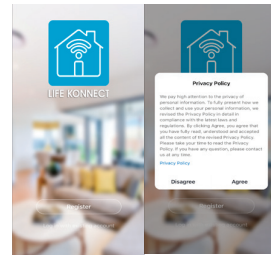 LIFE KONNECT
Register
Privacy Policy
We pay high attention to the privacy of
personal information. To fully present how we
collect and use your personal information, we
revised the Privacy Policy in detail in
compliance with the latest laws and
regulations. By clicking Agree, you agree that
you have fully read, understood and accepted
all the content of the revised Privacy Policy.
Please take your time to read the Privacy
Policy. If you have any question, please contact
us at any time.
Privacy Policy
Disagree Agree